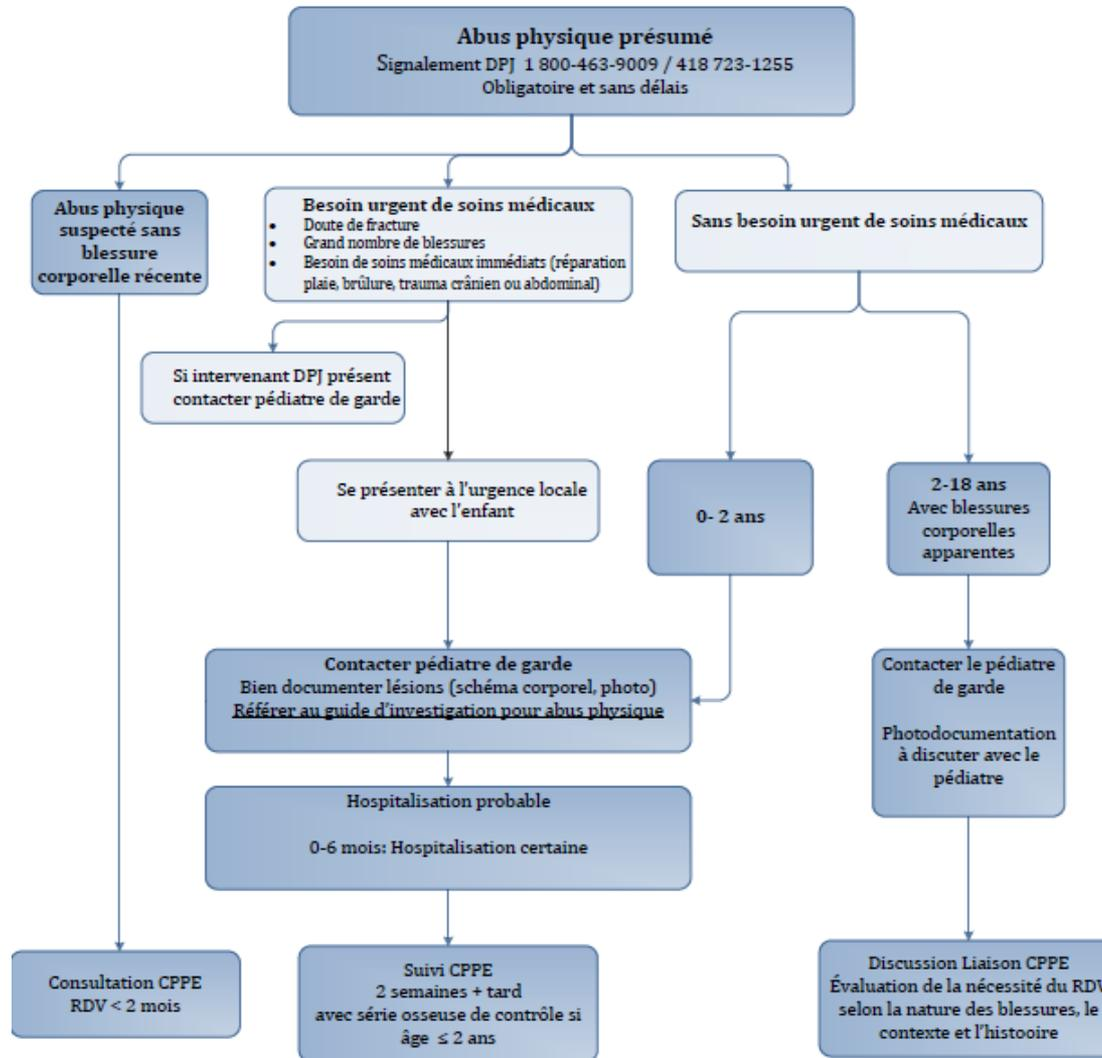 Abus physique présumé
Signalement DPJ 1 800-463-9009 / 418 723-1255
Obligatoire et sans délais
Abus physique
suspecté sans
blessure
corporelle récente
Besoin urgent de soins médicaux
• Doute de fracture
• Grand nombre de blessures
• Besoin de soins médicaux immédiats (réparation
plaie, brûlure, trauma crânien ou abdominal)
Sans besoin urgent de soins médicaux
Si intervenant DPJ présent
contacter pédiatre de garde
Se présenter à l'urgence locale
avec l'enfant
0- 2 ans
2-18 ans
Avec blessures
corporelles
apparentes
Contacter pédiatre de garde
Bien documenter lésions (schéma corporel, photo)
Référer au guide d'investigation pour abus physique
Contacter le pédiatre
de garde
Photodocumentation
à discuter avec le
pédiatre
Hospitalisation probable
0-6 mois: Hospitalisation certaine
Consultation CPPE
RDV < 2 mois
Suivi CPPE
2 semaines + tard
avec série osseuse de contrôle si
âge ≤ 2 ans
Discussion Liaison CPPE
Évaluation de la nécessité du RDV
selon la nature des blessures, le
contexte et l'histooire